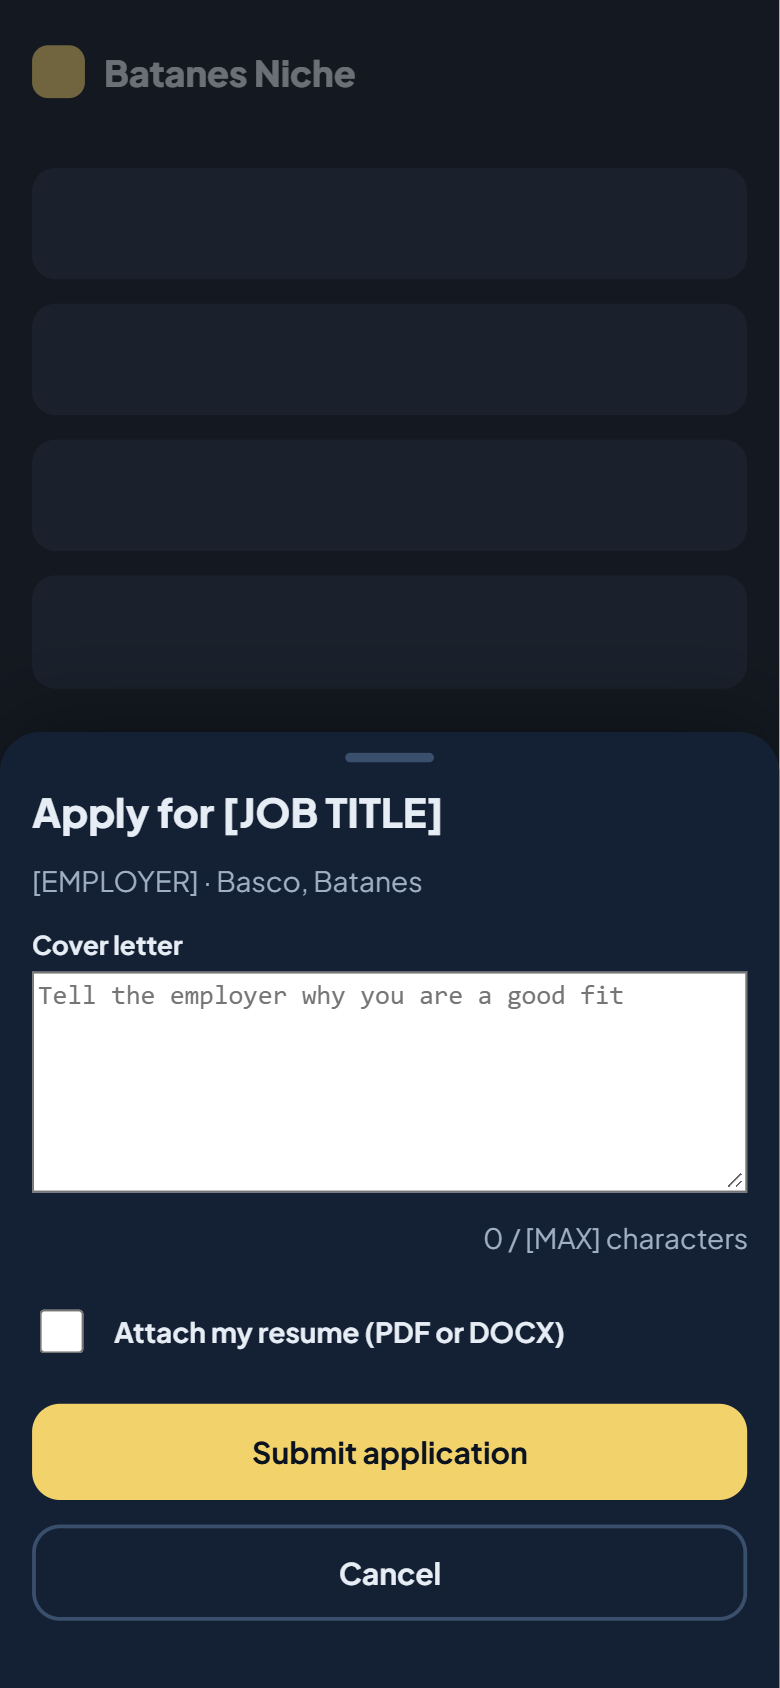 Batanes Niche
Apply for [JOB TITLE]
[EMPLOYER] · Basco, Batanes
Cover letter
Tell the employer why you are a good fit
0 / [MAX] characters
Attach my resume (PDF or DOCX)
Submit application
Cancel